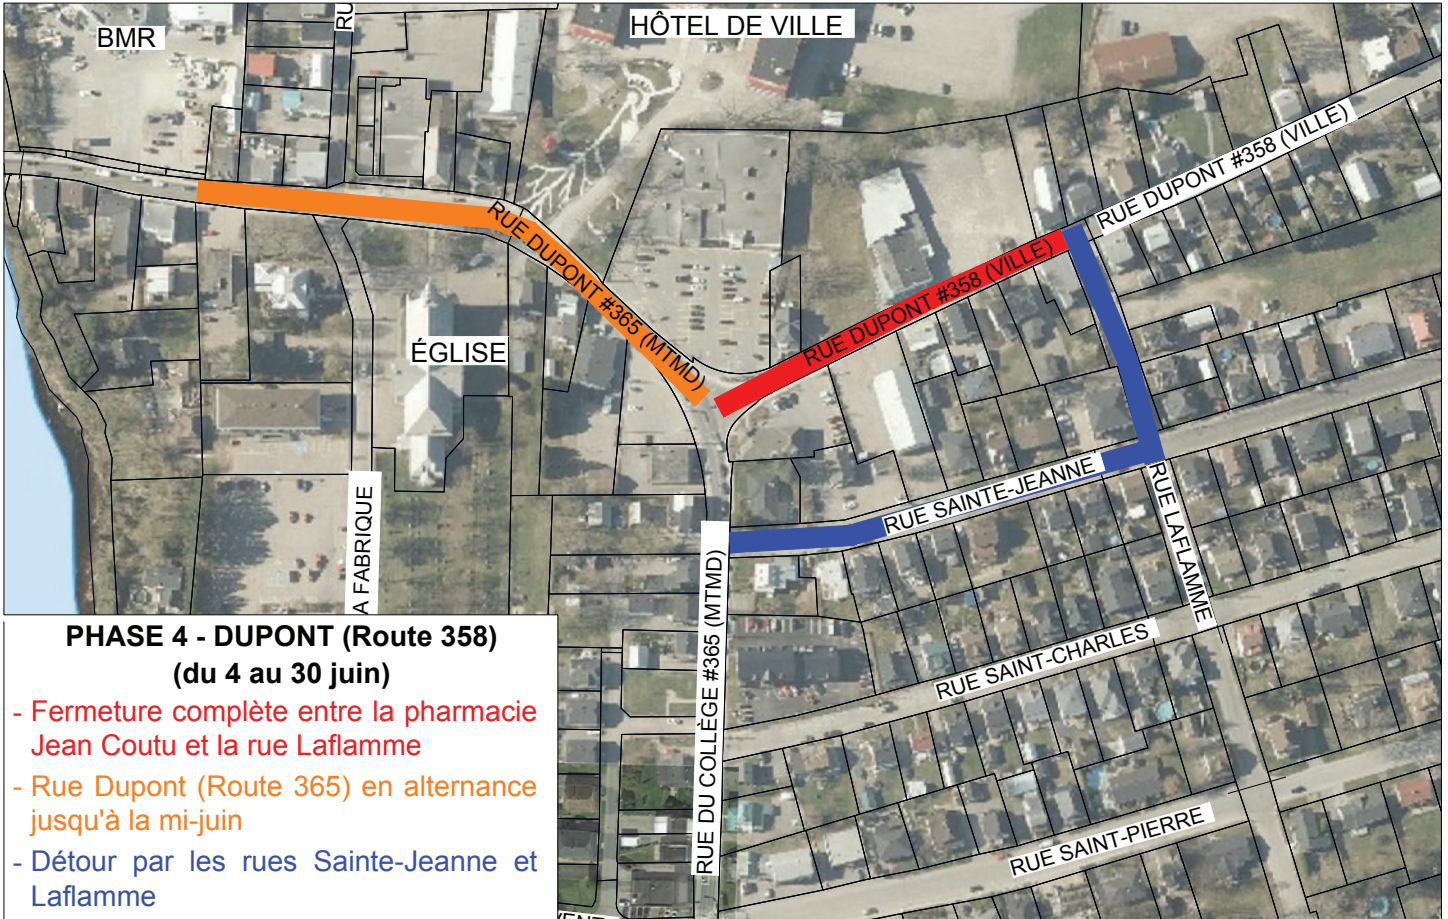 BMR
RU
HÔTEL DE VILLE
RUE DUPONT #358 (VILLE)
RUE DUPONT #365 (MTMD)
RUE DUPONT #358 (VILLE)
ÉGLISE
A FABRIQUE
RUE SAINTE-JEANNE
RUE LAFLAMME
RUE DU COLLÈGE #365 (MTMD)
RUE SAINT-CHARLES
RUE SAINT-PIERRE
PHASE 4 - DUPONT (Route 358)
(du 4 au 30 juin)
- Fermeture complète entre la pharmacie
Jean Coutu et la rue Laflamme
- Rue Dupont (Route 365) en alternance
jusqu'à la mi-juin
- Détour par les rues Sainte-Jeanne et
Laflamme